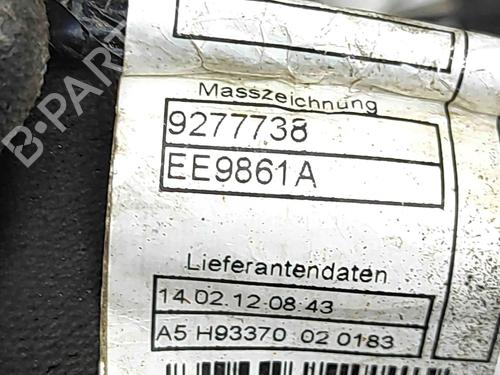 Masszeichnung
9277738
EE9861A
Lieferantendaten
14.02.12.08:43
A5 H93370 02 0183
B-PARTS